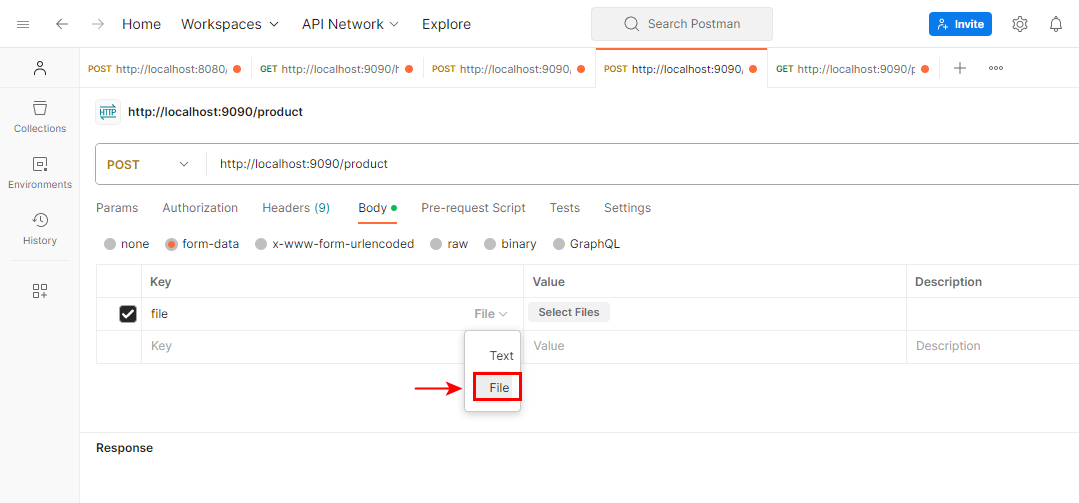 Home Workspaces API Network Explore Search Postman Invite
POST http://localhost:8080/ GET http://localhost:9090/h POST http://localhost:9090/ POST http://localhost:9090/ GET http://localhost:9090/p
HTTP http://localhost:9090/product
Collections
POST http://localhost:9090/product
Environments
Params Authorization Headers (9) Body Pre-request Script Tests Settings
History
none form-data x-www-form-urlencoded raw binary GraphQL
Key Value Description
file File Select Files
Key Value Description
Text
File
Response